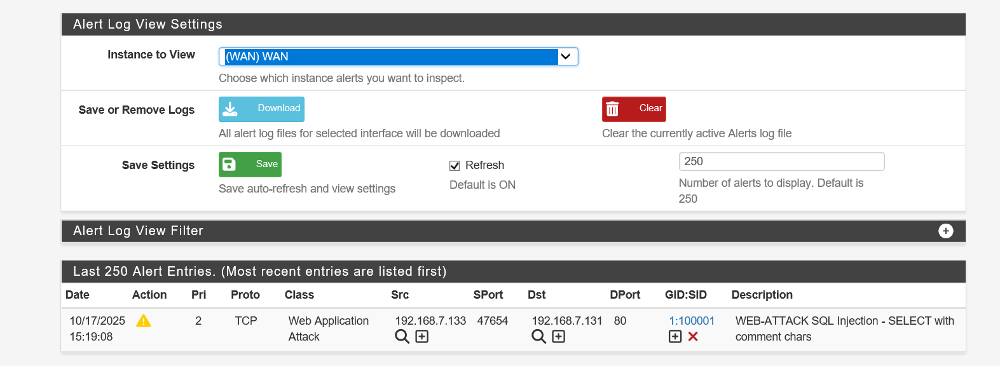 Alert Log View Settings
Instance to View
(WAN) WAN
Choose which instance alerts you want to inspect.
Save or Remove Logs
Download
Clear
All alert log files for selected interface will be downloaded
Clear the currently active Alerts log file
Save Settings
Save
Refresh
250
Save auto-refresh and view settings
Default is ON
Number of alerts to display. Default is
250
Alert Log View Filter
Last 250 Alert Entries. (Most recent entries are listed first)
Date Action Pri Proto Class Src SPort Dst DPort GID:SID Description
10/17/2025 2 TCP Web Application 192.168.7.133 47654 192.168.7.131 80 1:100001 WEB-ATTACK SQL Injection - SELECT with
15:19:08 Attack comment chars